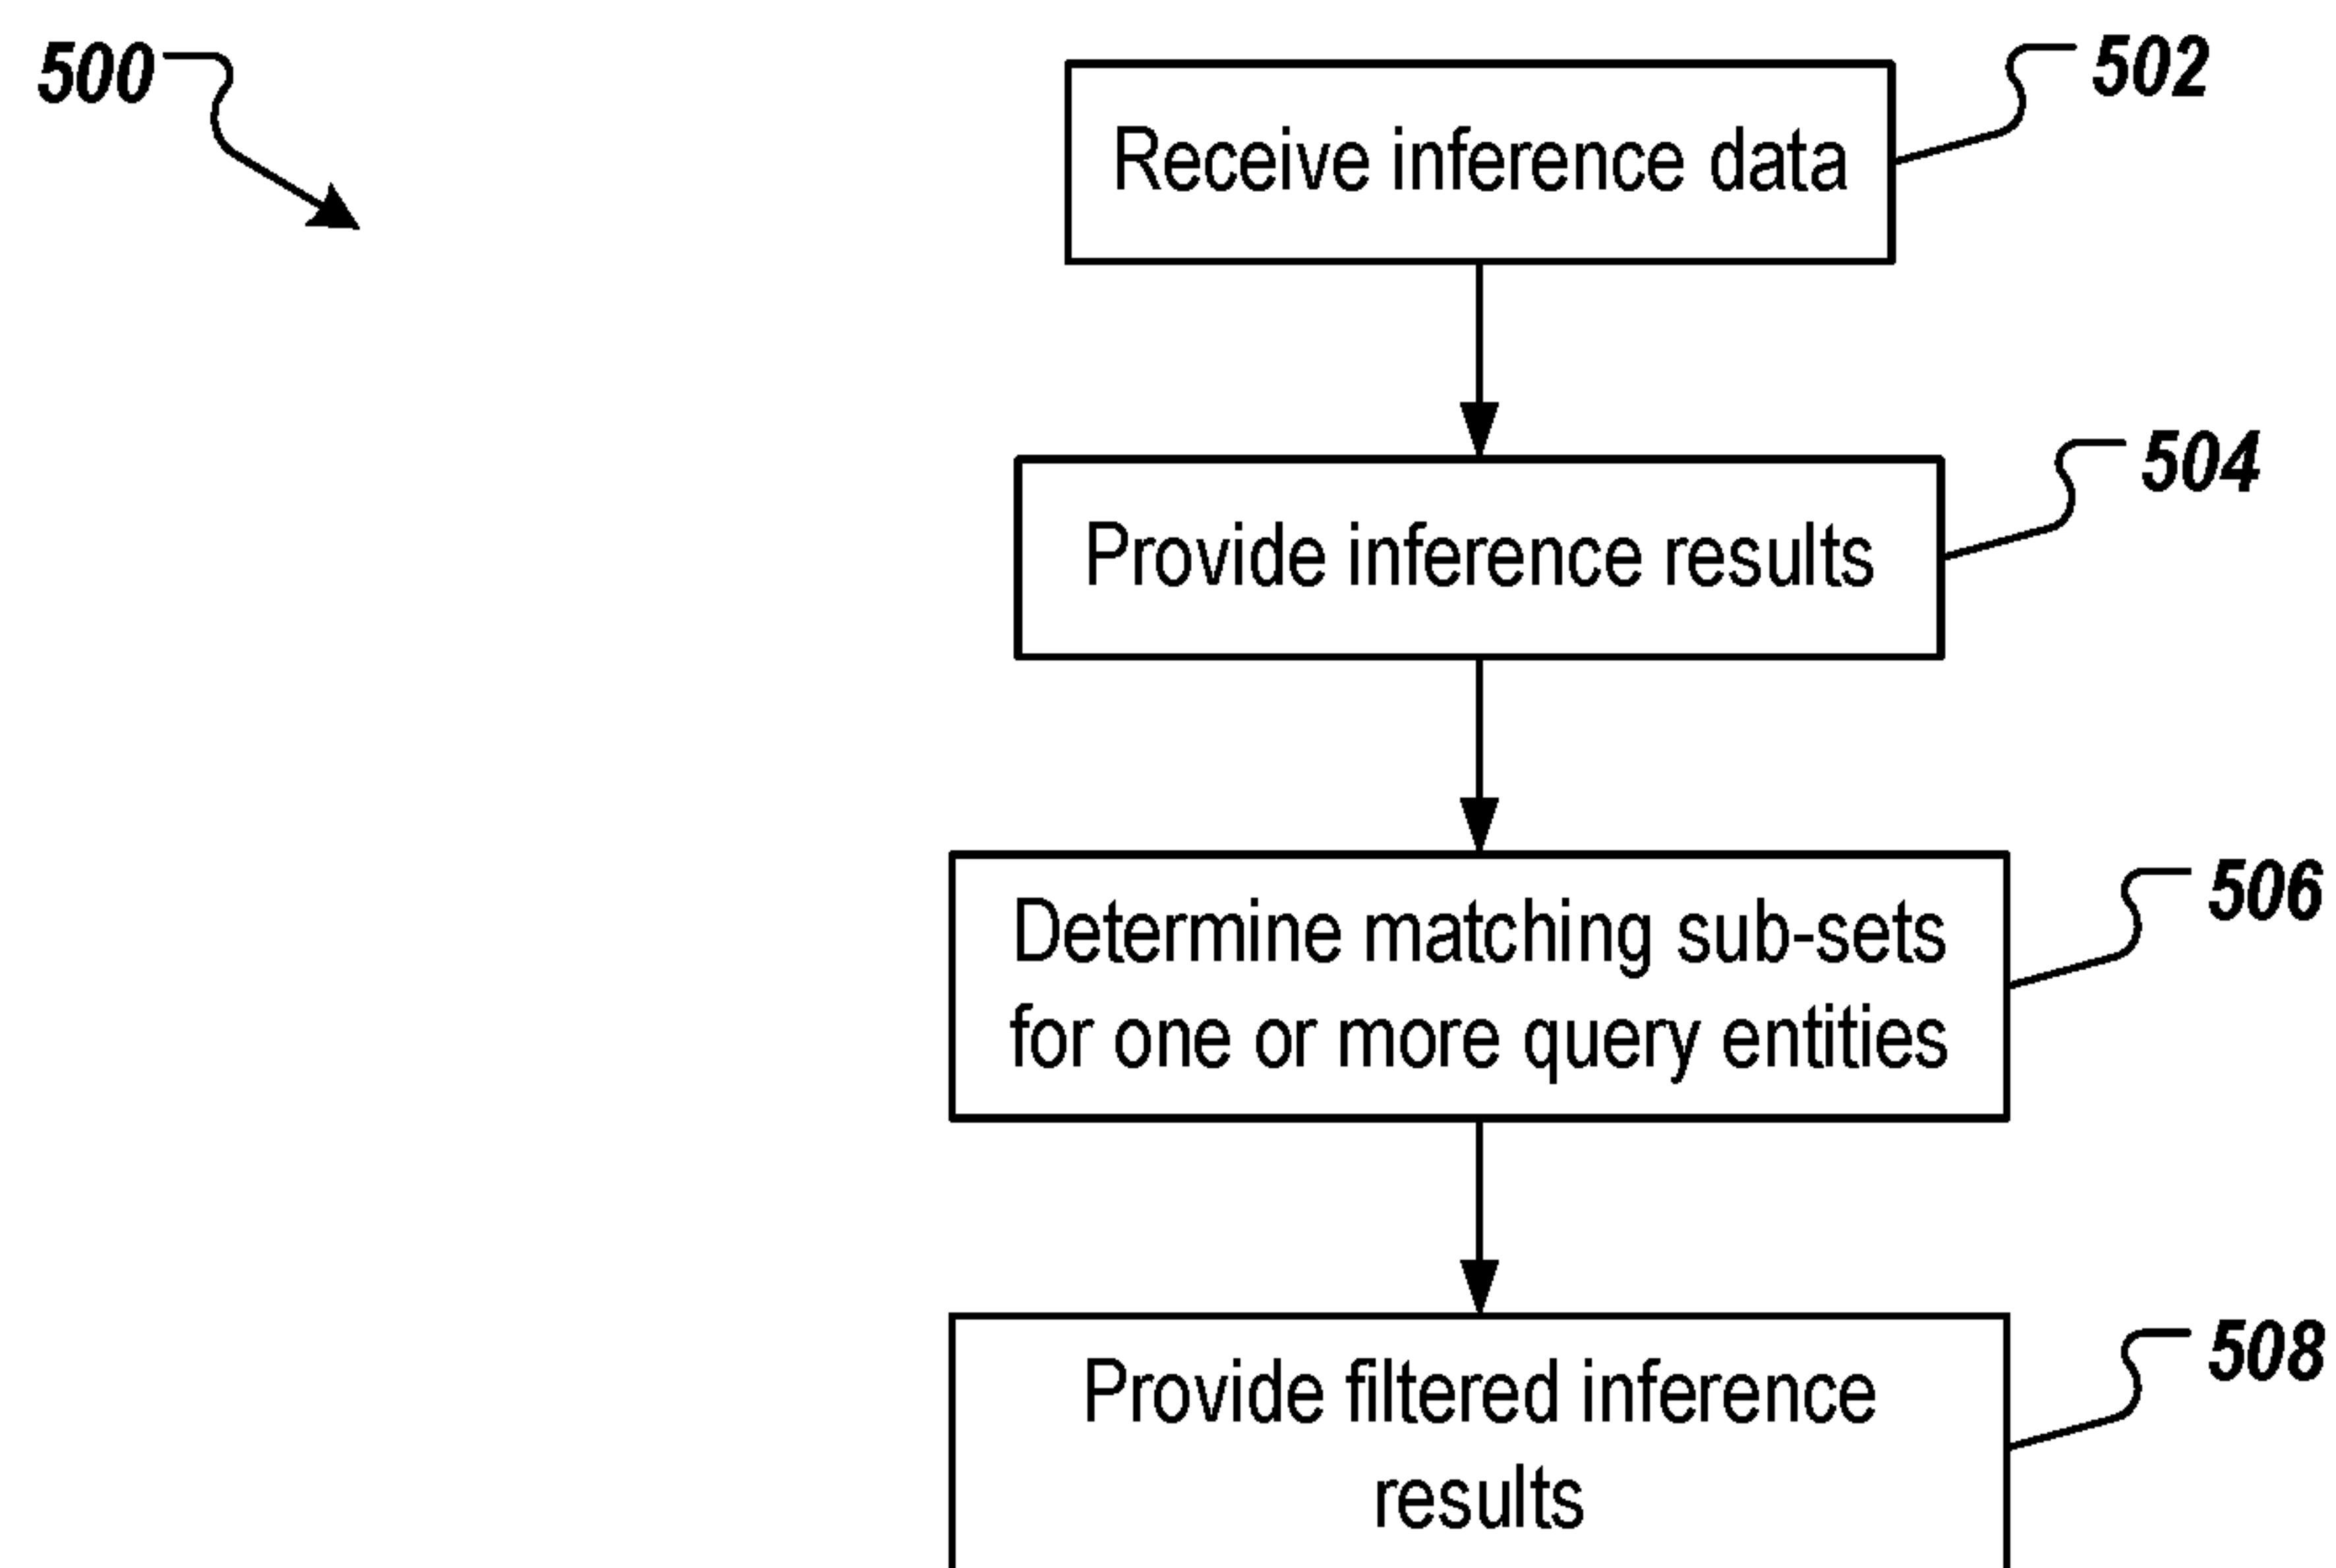 500
502
Receive inference data
504
Provide inference results
506
Determine matching sub-sets
for one or more query entities
508
Provide filtered inference
results